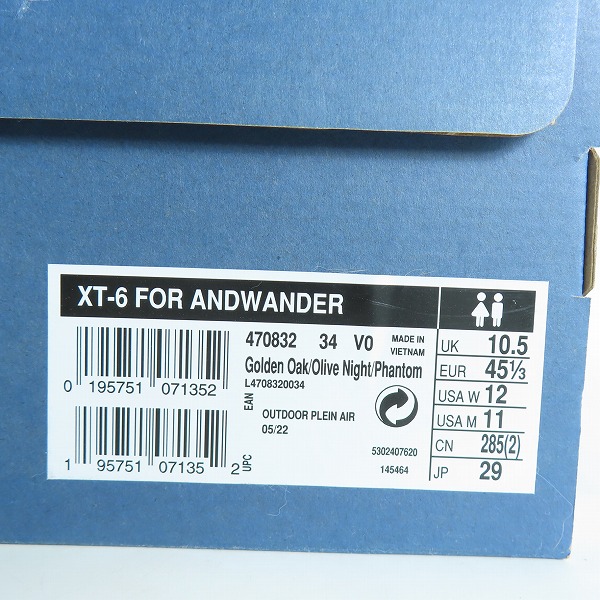 XT-6 FOR ANDWANDER
470832 34 V0 MADE IN VIETNAM
Golden Oak/Olive Night/Phantom
L4708320034
0 195751 071352
EAN
OUTDOOR PLEIN AIR
05/22
1 95751 07135 2
UPC
5302407620
145464
UK 10.5
EUR 45⅓
USA W 12
USA M 11
CN 285(2)
JP 29